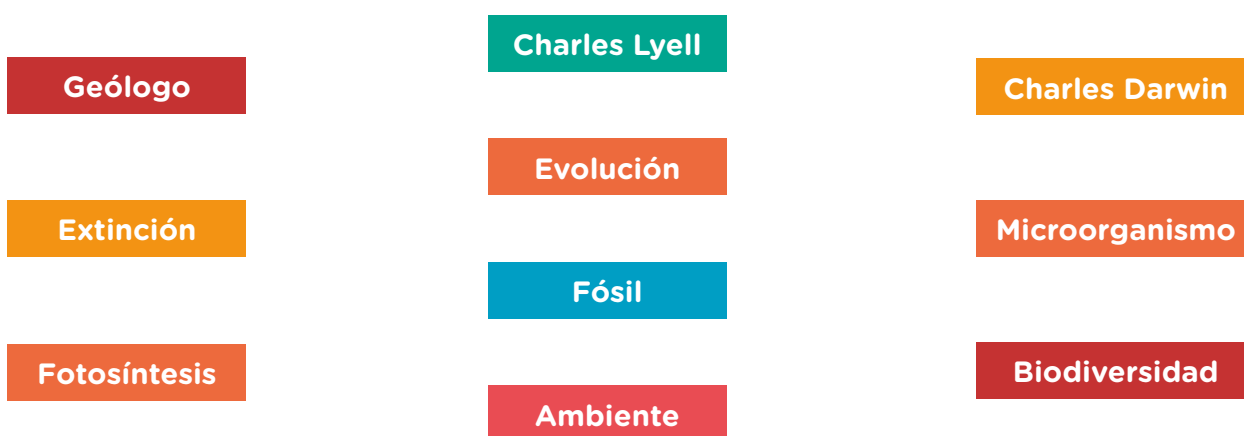 Charles Lyell
Geólogo
Charles Darwin
Evolución
Extinción
Microorganismo
Fósil
Fotosíntesis
Biodiversidad
Ambiente